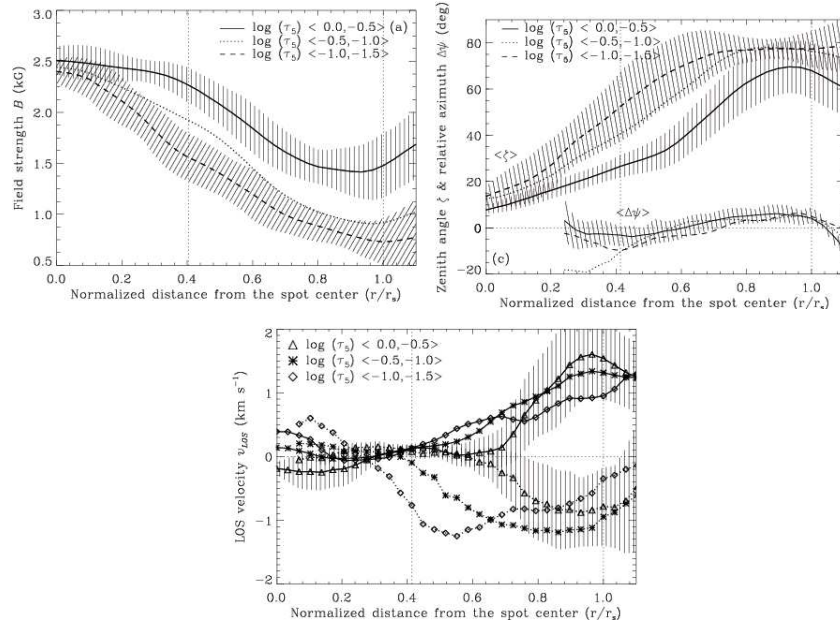 log (τ₅) < 0.0,−0.5> (a)
log (τ₅) <−0.5,−1.0>
log (τ₅) <−1.0,−1.5>
Field strength B (kG)
3.0
2.5
2.0
1.5
1.0
0.5
0.0 0.2 0.4 0.6 0.8 1.0
Normalized distance from the spot center (r/rₛ)
log (τ₅) < 0.0,−0.5>
log (τ₅) <−0.5,−1.0>
log (τ₅) <−1.0,−1.5>
Zenith angle ζ & relative azimuth Δψ (deg)
80
60
40
20
0
−20
<ζ>
<Δψ>
(c)
0.0 0.2 0.4 0.6 0.8 1.0
Normalized distance from the spot center (r/rₛ)
log (τ₅) < 0.0,−0.5>
log (τ₅) <−0.5,−1.0>
log (τ₅) <−1.0,−1.5>
LOS velocity v_LOS (km s⁻¹)
2
1
0
−1
−2
0.0 0.2 0.4 0.6 0.8 1.0
Normalized distance from the spot center (r/rₛ)